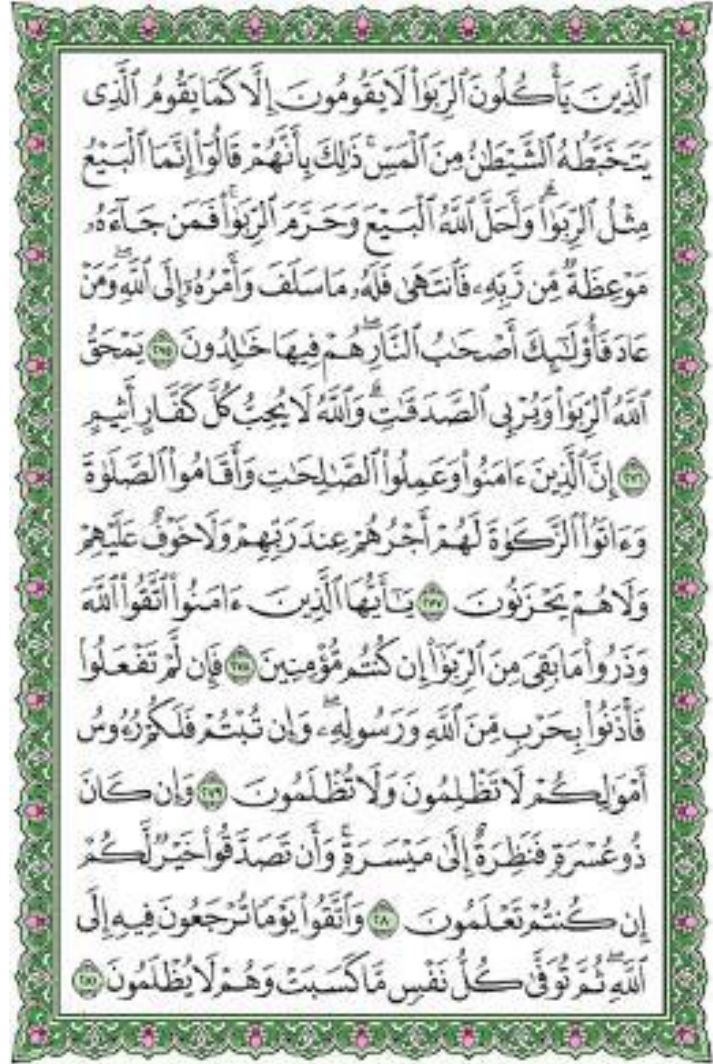 ٱلَّذِينَ يَأۡكُلُونَ ٱلرِّبَوٰاْ لَا يَقُومُونَ إِلَّا كَمَا يَقُومُ ٱلَّذِى
يَتَخَبَّطُهُ ٱلشَّيۡطَٰنُ مِنَ ٱلۡمَسِّۚ ذَٰلِكَ بِأَنَّهُمۡ قَالُوٓاْ إِنَّمَا ٱلۡبَيۡعُ
مِثۡلُ ٱلرِّبَوٰاْۗ وَأَحَلَّ ٱللَّهُ ٱلۡبَيۡعَ وَحَرَّمَ ٱلرِّبَوٰاْۚ فَمَن جَآءَهُۥ
مَوۡعِظَةٞ مِّن رَّبِّهِۦ فَٱنتَهَىٰ فَلَهُۥ مَا سَلَفَ وَأَمۡرُهُۥٓ إِلَى ٱللَّهِۖ وَمَنۡ
عَادَ فَأُوْلَٰٓئِكَ أَصۡحَٰبُ ٱلنَّارِۖ هُمۡ فِيهَا خَٰلِدُونَ ٢٧٥ يَمۡحَقُ
ٱللَّهُ ٱلرِّبَوٰاْ وَيُرۡبِى ٱلصَّدَقَٰتِۗ وَٱللَّهُ لَا يُحِبُّ كُلَّ كَفَّارٍ أَثِيمٍ
٢٧٦ إِنَّ ٱلَّذِينَ ءَامَنُواْ وَعَمِلُواْ ٱلصَّٰلِحَٰتِ وَأَقَامُواْ ٱلصَّلَوٰةَ
وَءَاتَوُاْ ٱلزَّكَوٰةَ لَهُمۡ أَجۡرُهُمۡ عِندَ رَبِّهِمۡ وَلَا خَوۡفٌ عَلَيۡهِمۡ
وَلَا هُمۡ يَحۡزَنُونَ ٢٧٧ يَٰٓأَيُّهَا ٱلَّذِينَ ءَامَنُواْ ٱتَّقُواْ ٱللَّهَ
وَذَرُواْ مَا بَقِىَ مِنَ ٱلرِّبَوٰٓاْ إِن كُنتُم مُّؤۡمِنِينَ ٢٧٨ فَإِن لَّمۡ تَفۡعَلُواْ
فَأۡذَنُواْ بِحَرۡبٖ مِّنَ ٱللَّهِ وَرَسُولِهِۦۖ وَإِن تُبۡتُمۡ فَلَكُمۡ رُءُوسُ
أَمۡوَٰلِكُمۡ لَا تَظۡلِمُونَ وَلَا تُظۡلَمُونَ ٢٧٩ وَإِن كَانَ
ذُو عُسۡرَةٖ فَنَظِرَةٌ إِلَىٰ مَيۡسَرَةٖۚ وَأَن تَصَدَّقُواْ خَيۡرٞ لَّكُمۡ
إِن كُنتُمۡ تَعۡلَمُونَ ٢٨٠ وَٱتَّقُواْ يَوۡمٗا تُرۡجَعُونَ فِيهِ إِلَى
ٱللَّهِۖ ثُمَّ تُوَفَّىٰ كُلُّ نَفۡسٖ مَّا كَسَبَتۡ وَهُمۡ لَا يُظۡلَمُونَ ٢٨١